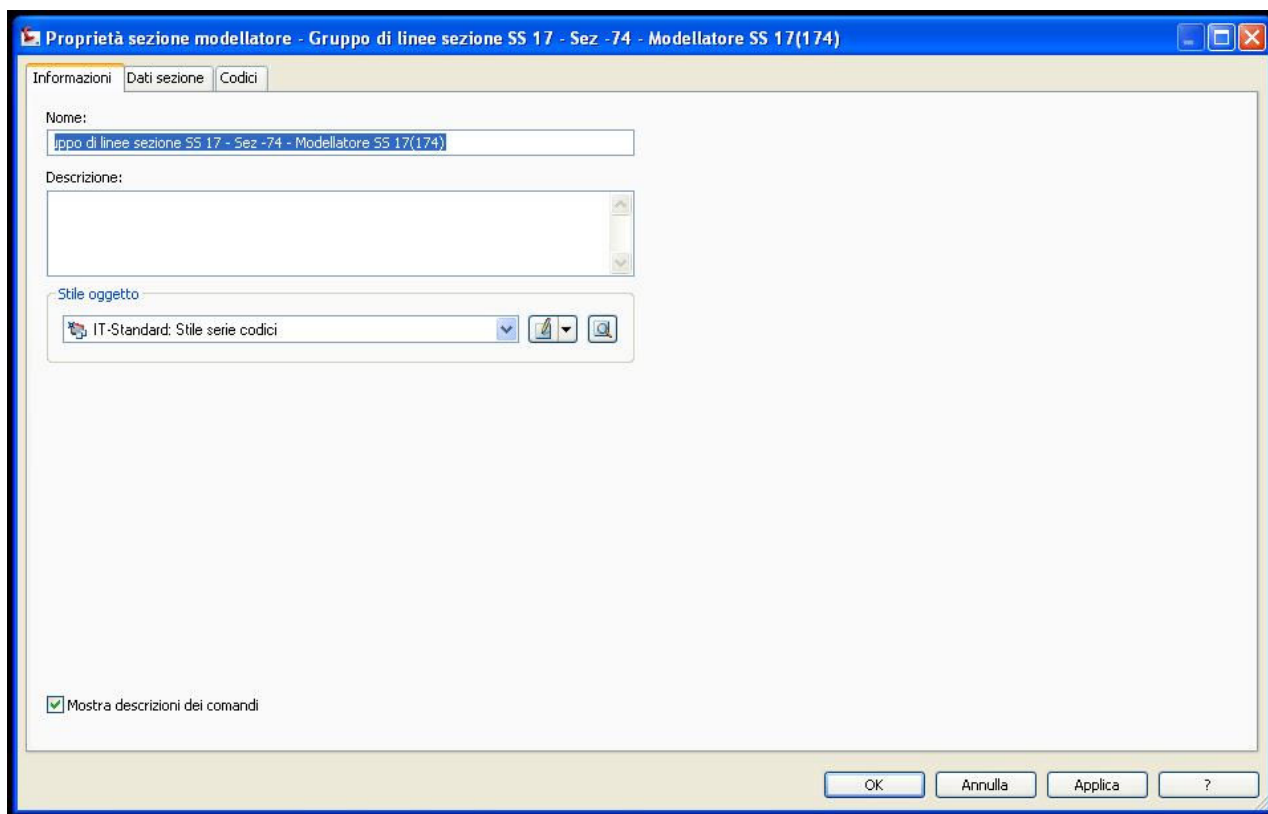 Proprietà sezione modellatore - Gruppo di linee sezione SS 17 - Sez -74 - Modellatore SS 17(174)
Informazioni Dati sezione Codici
Nome:
uppo di linee sezione SS 17 - Sez -74 - Modellatore SS 17(174)
Descrizione:
Stile oggetto
IT-Standard: Stile serie codici
Mostra descrizioni dei comandi
OK Annulla Applica ?